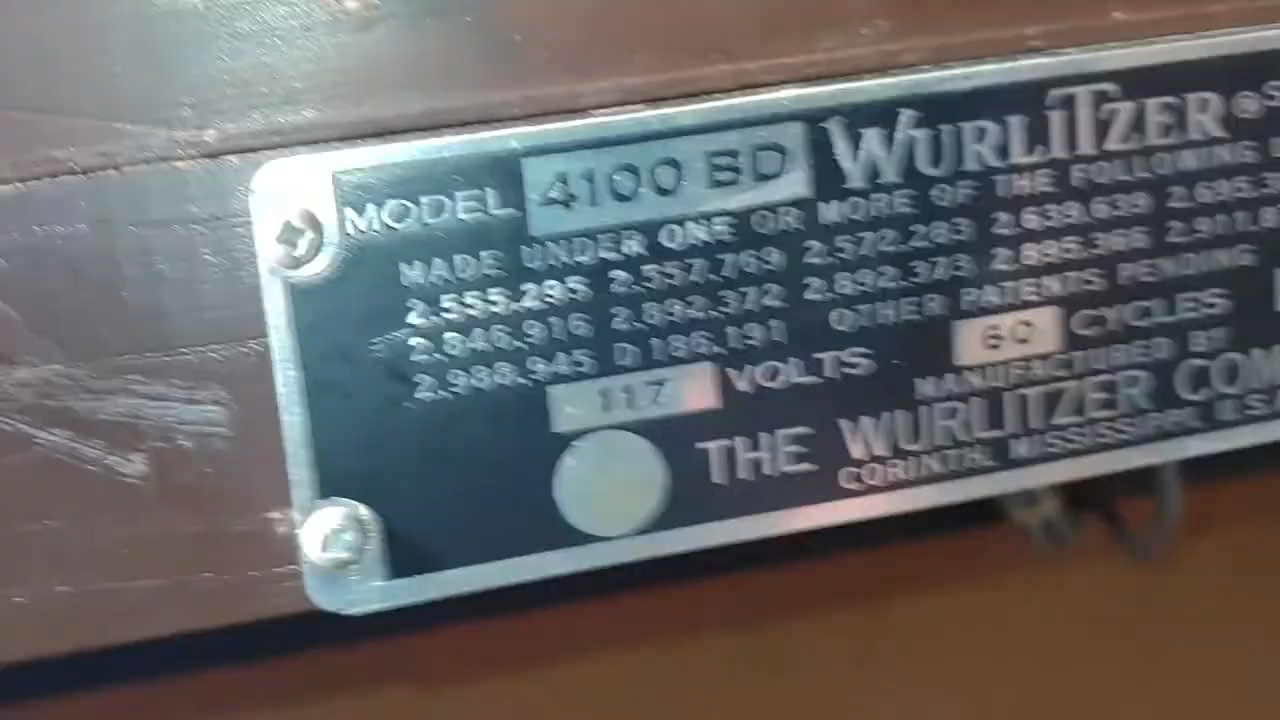 MODEL 4100 BD WURLITZER ® S
MADE UNDER ONE OR MORE OF THE FOLLOWING U
2.555.295 2.557.769 2.572.283 2.639.639 2.696.3
2.846.916 2.892.372 2.892.373 2.896.386 2.911.8
2.988.945 D 186.191 OTHER PATENTS PENDING
117 VOLTS 60 CYCLES
MANUFACTURED BY
THE WURLITZER COM
CORINTH, MISSISSIPPI, U.S.A